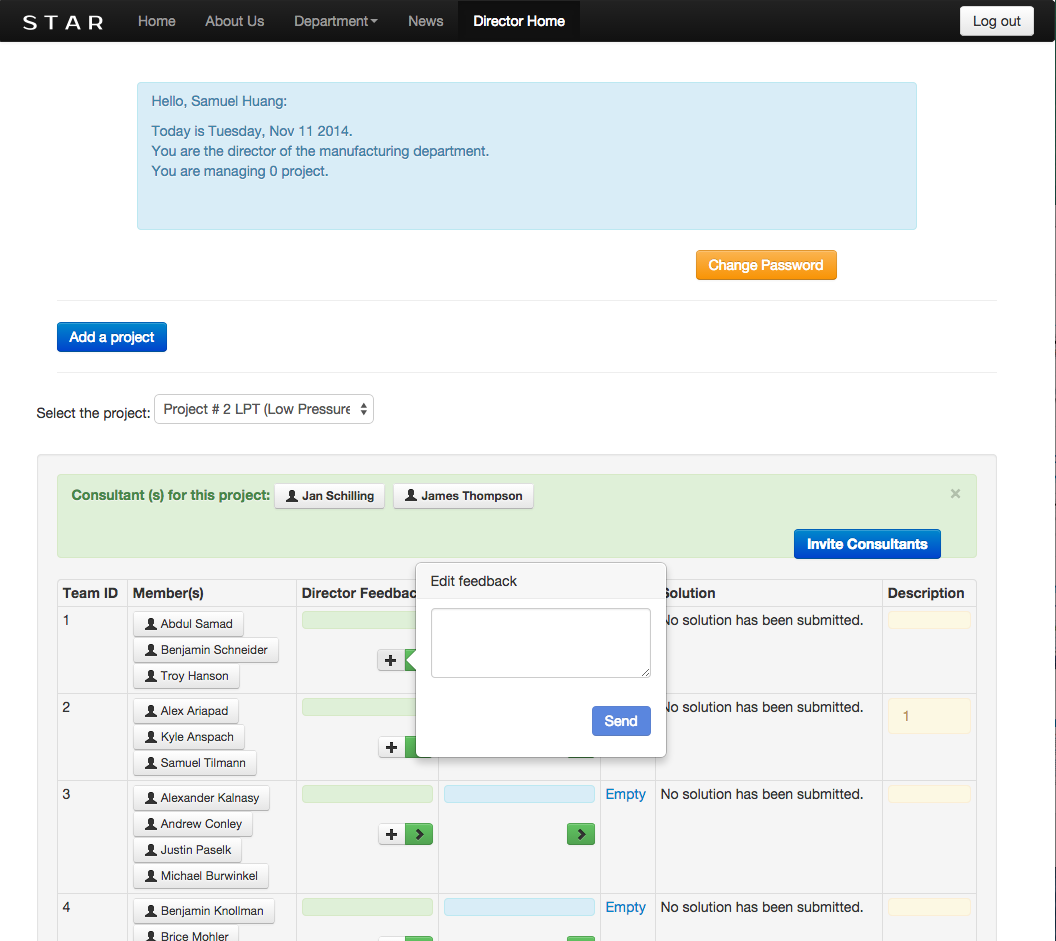 STAR Home About Us Department News Director Home Log out
Hello, Samuel Huang:
Today is Tuesday, Nov 11 2014.
You are the director of the manufacturing department.
You are managing 0 project.
Change Password
Add a project
Select the project: Project # 2 LPT (Low Pressure
Consultant (s) for this project: Jan Schilling James Thompson ×
Invite Consultants
Edit feedback
Send
Team ID Member(s) Director Feedbac olution Description
1 Abdul Samad No solution has been submitted.
Benjamin Schneider
Troy Hanson
2 Alex Ariapad No solution has been submitted. 1
Kyle Anspach
Samuel Tilmann
3 Alexander Kalnasy Empty No solution has been submitted.
Andrew Conley
Justin Paselk
Michael Burwinkel
4 Benjamin Knollman Empty No solution has been submitted.
Brice Mohler